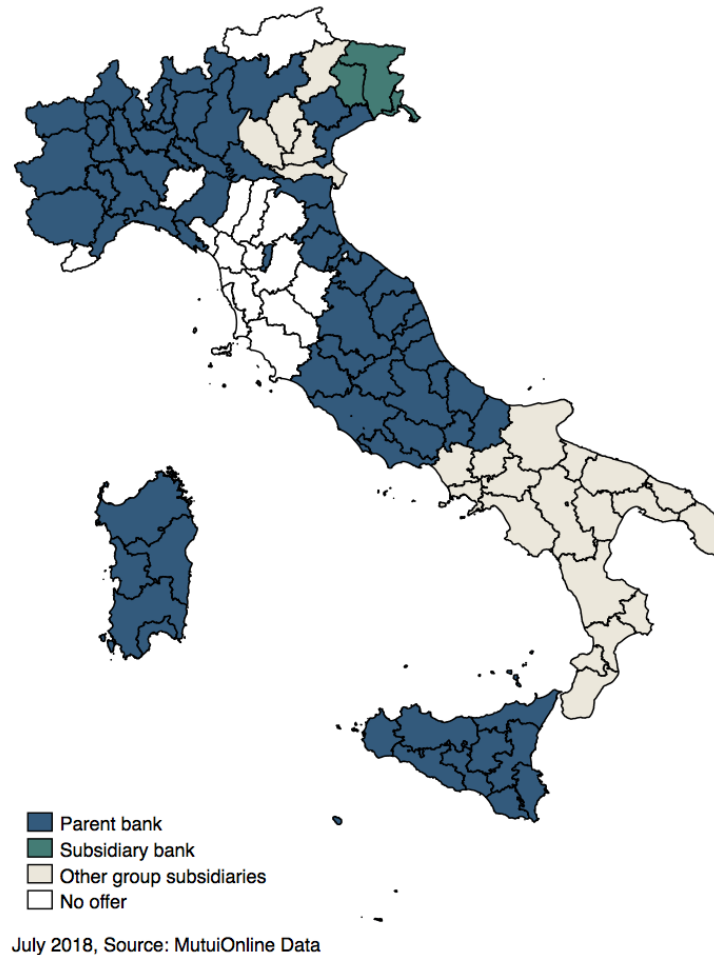 Parent bank
Subsidiary bank
Other group subsidiaries
No offer
July 2018, Source: MutuiOnline Data